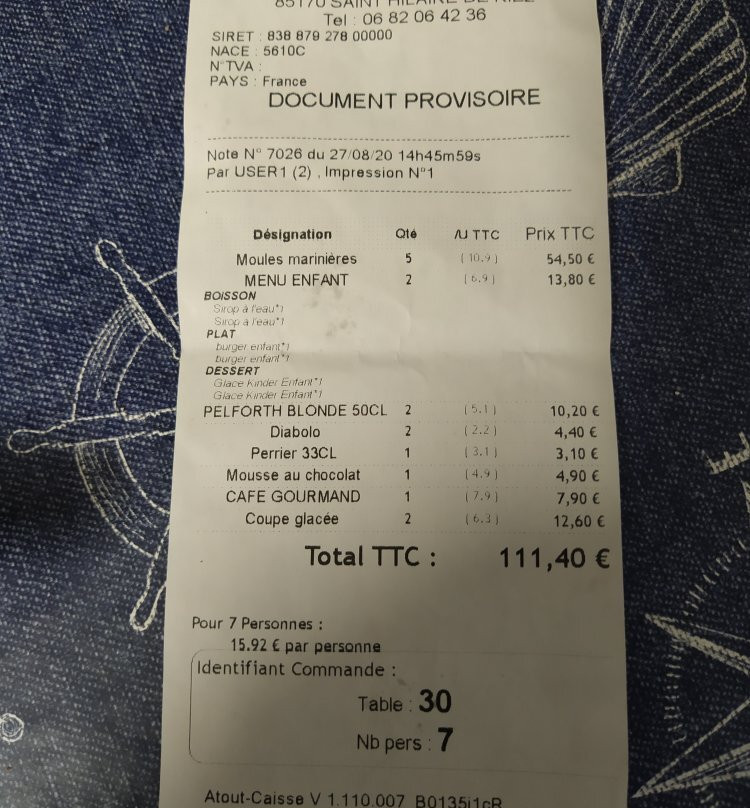 85170 SAINT HILAIRE DE RIEZ
Tel : 06 82 06 42 36
SIRET : 838 879 278 00000
NACE : 5610C
N°TVA :
PAYS : France
DOCUMENT PROVISOIRE
Note N° 7026 du 27/08/20 14h45m59s
Par USER1 (2) , Impression N°1
Désignation Qté /U TTC Prix TTC
Moules marinières 5 ( 10.9 ) 54,50 €
MENU ENFANT 2 ( 6.9 ) 13,80 €
BOISSON
Sirop à l'eau*1
Sirop à l'eau*1
PLAT
burger enfant*1
burger enfant*1
DESSERT
Glace Kinder Enfant*1
Glace Kinder Enfant*1
PELFORTH BLONDE 50CL 2 ( 5.1 ) 10,20 €
Diabolo 2 ( 2.2 ) 4,40 €
Perrier 33CL 1 ( 3.1 ) 3,10 €
Mousse au chocolat 1 ( 4.9 ) 4,90 €
CAFE GOURMAND 1 ( 7.9 ) 7,90 €
Coupe glacée 2 ( 6.3 ) 12,60 €
Total TTC : 111,40 €
Pour 7 Personnes :
15.92 € par personne
Identifiant Commande :
Table : 30
Nb pers : 7
Atout-Caisse V 1.110.007